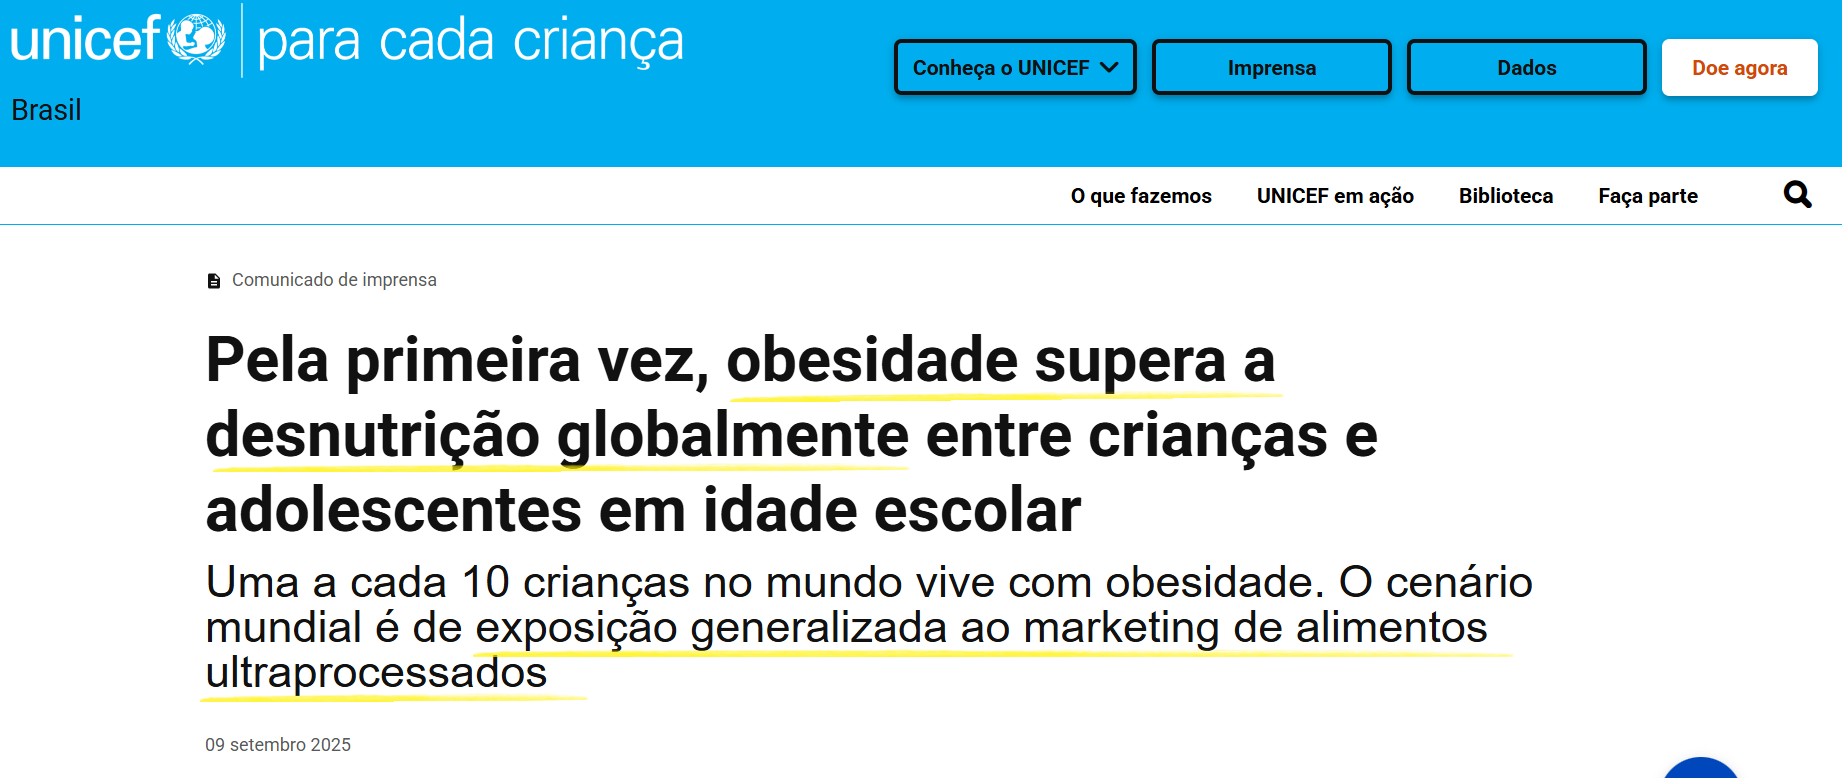 unicef para cada criança
Brasil
Conheça o UNICEF
Imprensa
Dados
Doe agora
O que fazemos
UNICEF em ação
Biblioteca
Faça parte
Comunicado de imprensa
Pela primeira vez, obesidade supera a
desnutrição globalmente entre crianças e
adolescentes em idade escolar
Uma a cada 10 crianças no mundo vive com obesidade. O cenário
mundial é de exposição generalizada ao marketing de alimentos
ultraprocessados
09 setembro 2025